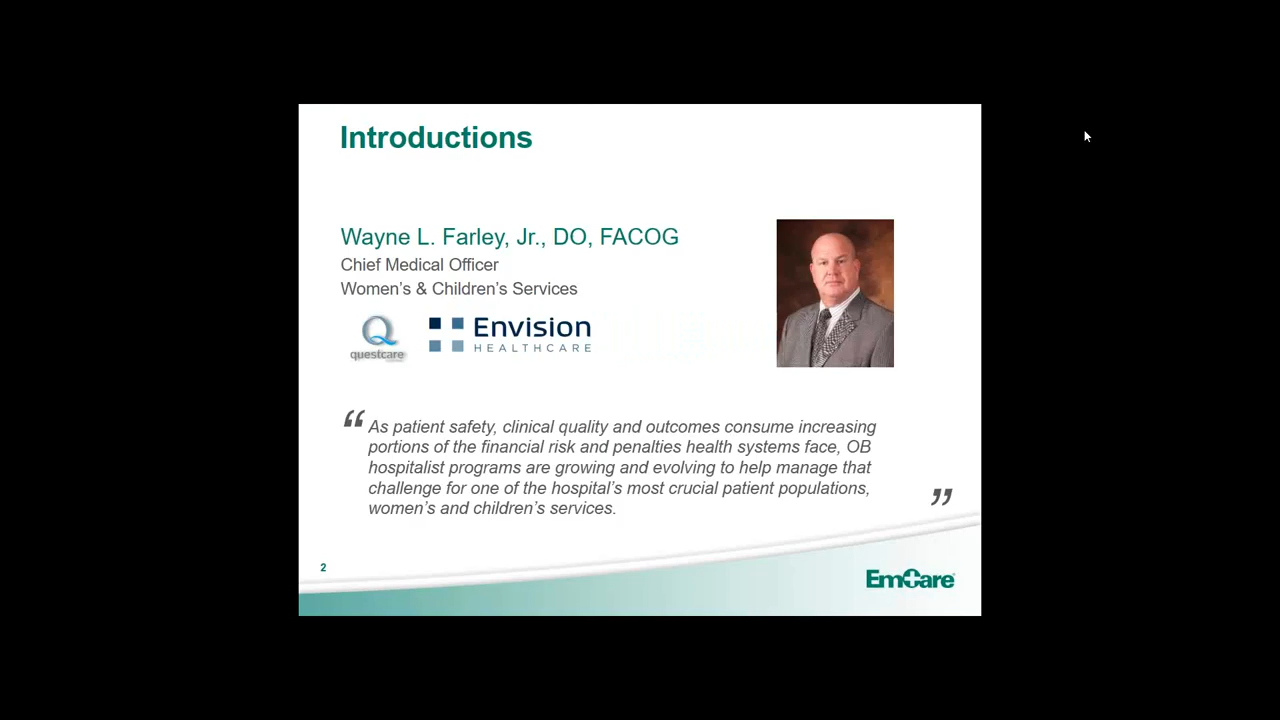 Introductions
Wayne L. Farley, Jr., DO, FACOG
Chief Medical Officer
Women's & Children's Services
Q
questcare
Envision
HEALTHCARE
“ As patient safety, clinical quality and outcomes consume increasing
portions of the financial risk and penalties health systems face, OB
hospitalist programs are growing and evolving to help manage that
challenge for one of the hospital's most crucial patient populations,
women's and children's services. ”
2
EmCare